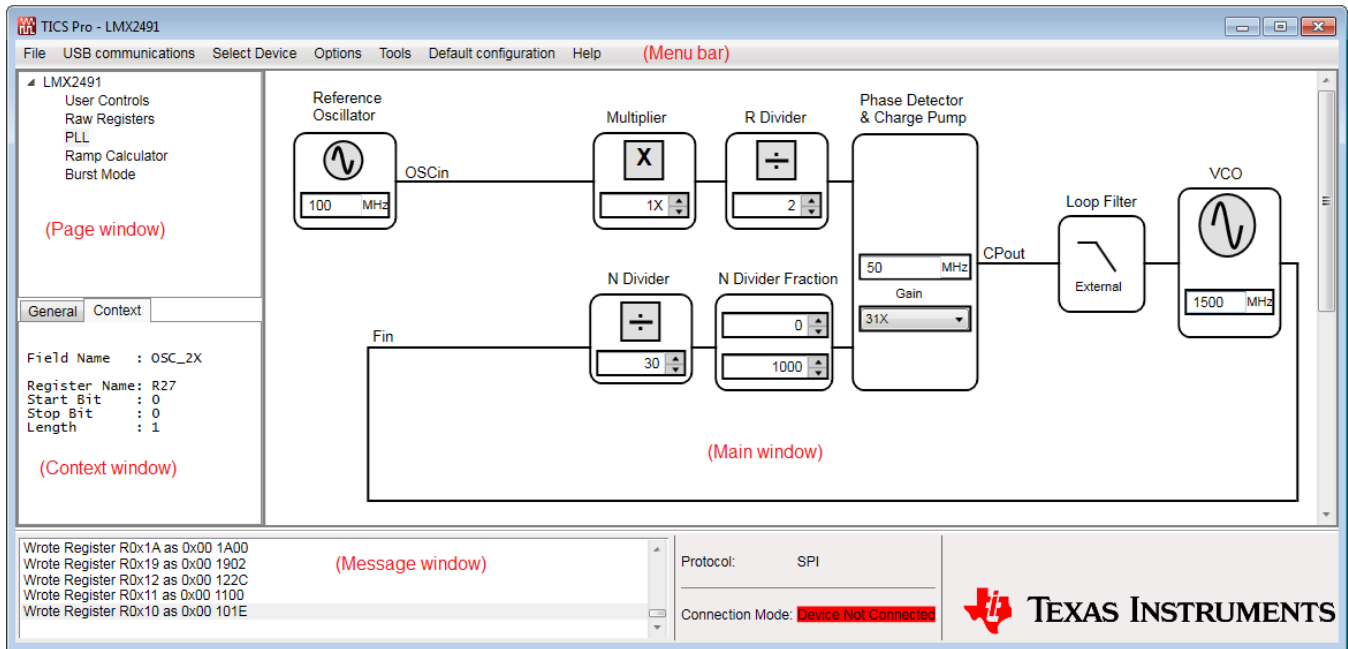 TICS Pro - LMX2491
File USB communications Select Device Options Tools Default configuration Help (Menu bar)
LMX2491
User Controls
Raw Registers
PLL
Ramp Calculator
Burst Mode
(Page window)
General Context
Field Name : OSC_2X
Register Name: R27
Start Bit : 0
Stop Bit : 0
Length : 1
(Context window)
Reference
Oscillator
100 MHz
OSCin
Multiplier
X
1X
R Divider
2
Phase Detector
& Charge Pump
50 MHz
Gain
31X
CPout
Loop Filter
External
VCO
1500 MHz
Fin
N Divider
30
N Divider Fraction
0
1000
(Main window)
Wrote Register R0x1A as 0x00 1A00
Wrote Register R0x19 as 0x00 1902
Wrote Register R0x12 as 0x00 122C
Wrote Register R0x11 as 0x00 1100
Wrote Register R0x10 as 0x00 101E
(Message window)
Protocol: SPI
Connection Mode: Device Not Connected
TEXAS INSTRUMENTS